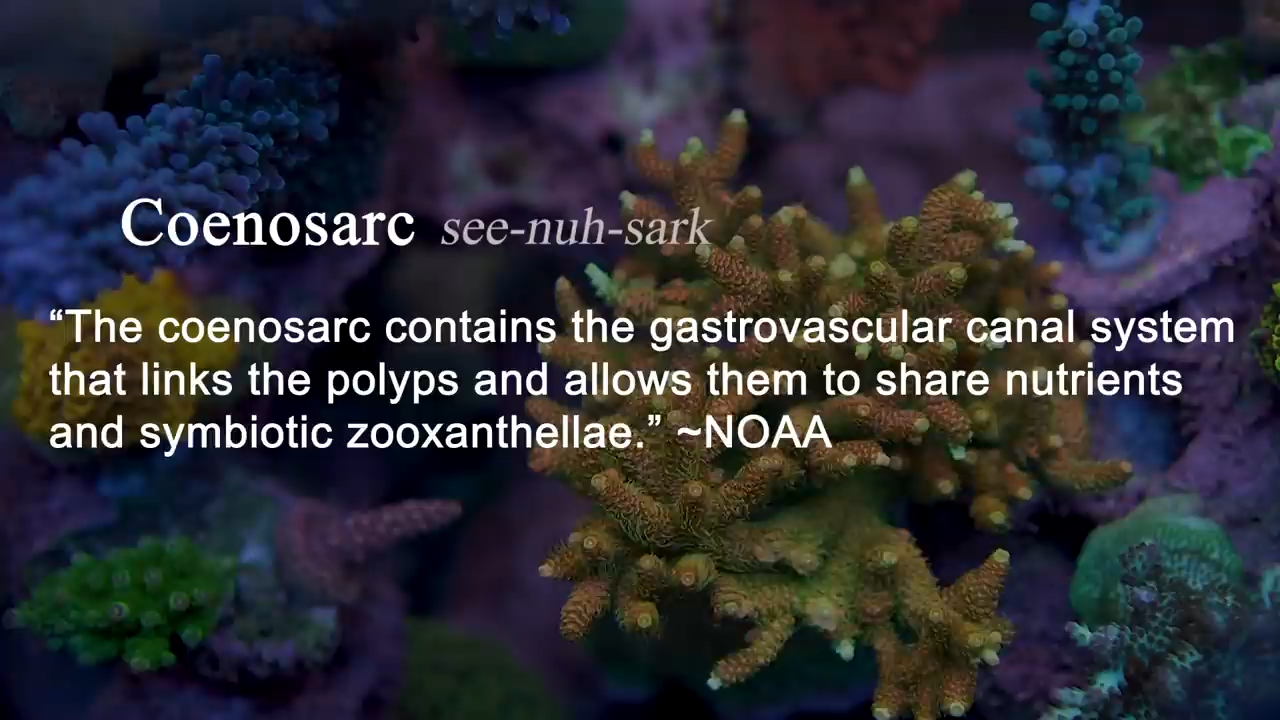 Coenosarc see-nuh-sark
“The coenosarc contains the gastrovascular canal system
that links the polyps and allows them to share nutrients
and symbiotic zooxanthellae.” ~NOAA